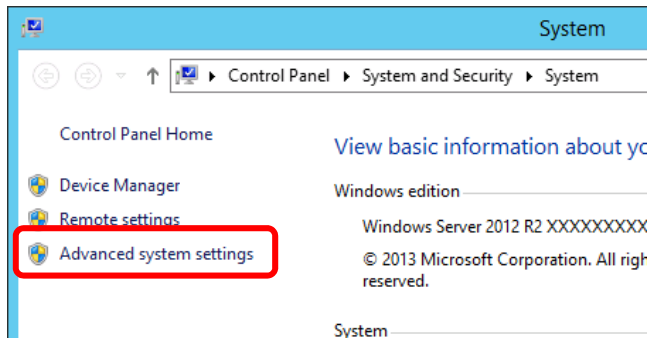 System
Control Panel System and Security System
Control Panel Home
View basic information about yo
Device Manager
Windows edition
Remote settings
Windows Server 2012 R2 XXXXXXXXX
Advanced system settings
© 2013 Microsoft Corporation. All righ
reserved.
System